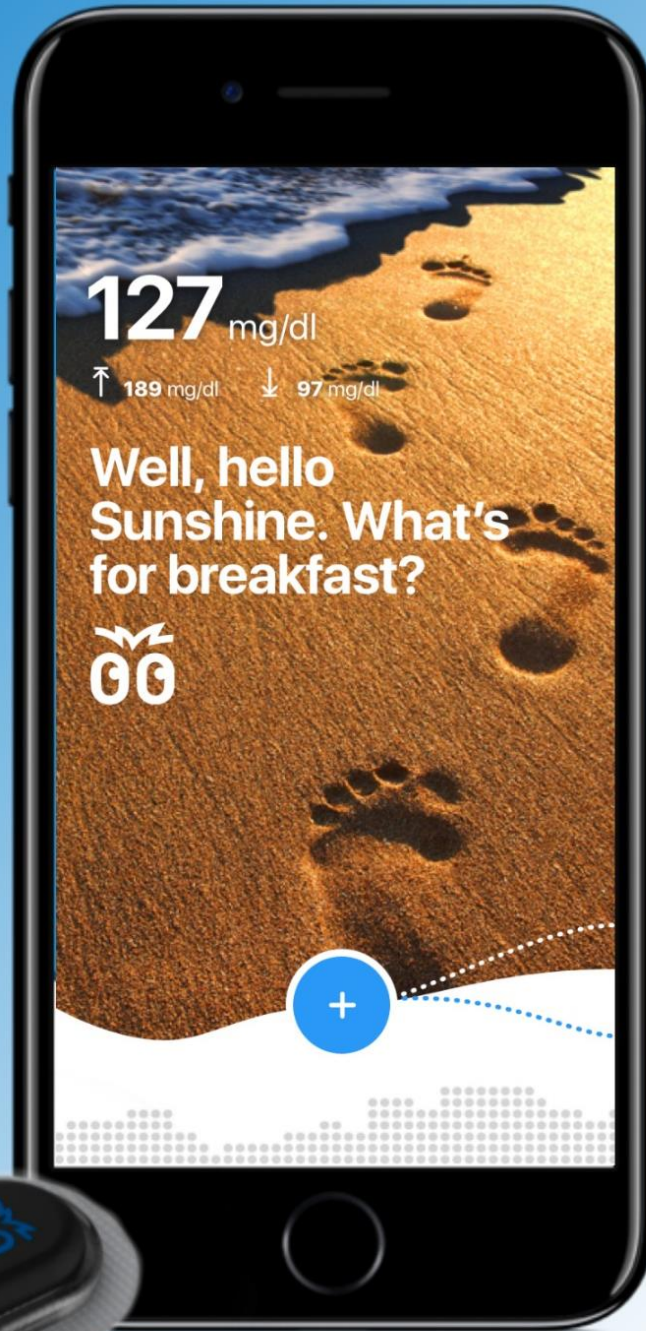 127 mg/dl
189 mg/dl 97 mg/dl
Well, hello
Sunshine. What's
for breakfast?